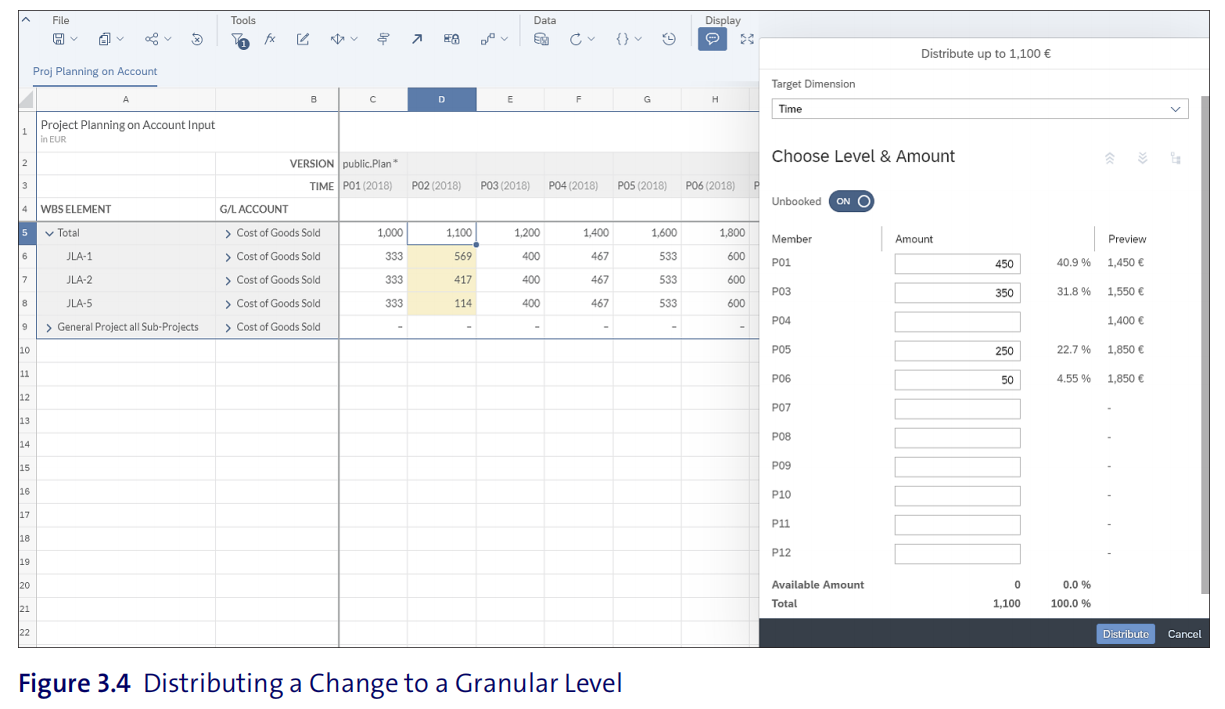 File Tools Data Display
1
fx
Proj Planning on Account
Distribute up to 1,100 €
Target Dimension
Time
Choose Level & Amount
Unbooked ON
Member Amount Preview
P01 450 40.9 % 1,450 €
P03 350 31.8 % 1,550 €
P04 1,400 €
P05 250 22.7 % 1,850 €
P06 50 4.55 % 1,850 €
P07 -
P08 -
P09 -
P10 -
P11 -
P12 -
Available Amount 0 0.0 %
Total 1,100 100.0 %
Distribute Cancel
A B C D E F G H
1 Project Planning on Account Input
in EUR
2 VERSION public.Plan *
3 TIME P01 (2018) P02 (2018) P03 (2018) P04 (2018) P05 (2018) P06 (2018) P
4 WBS ELEMENT G/L ACCOUNT
5 Total Cost of Goods Sold 1,000 1,100 1,200 1,400 1,600 1,800
6 JLA-1 Cost of Goods Sold 333 569 400 467 533 600
7 JLA-2 Cost of Goods Sold 333 417 400 467 533 600
8 JLA-5 Cost of Goods Sold 333 114 400 467 533 600
9 General Project all Sub-Projects Cost of Goods Sold - - - - - -
10
11
12
13
14
15
16
17
18
19
20
21
22
Figure 3.4 Distributing a Change to a Granular Level